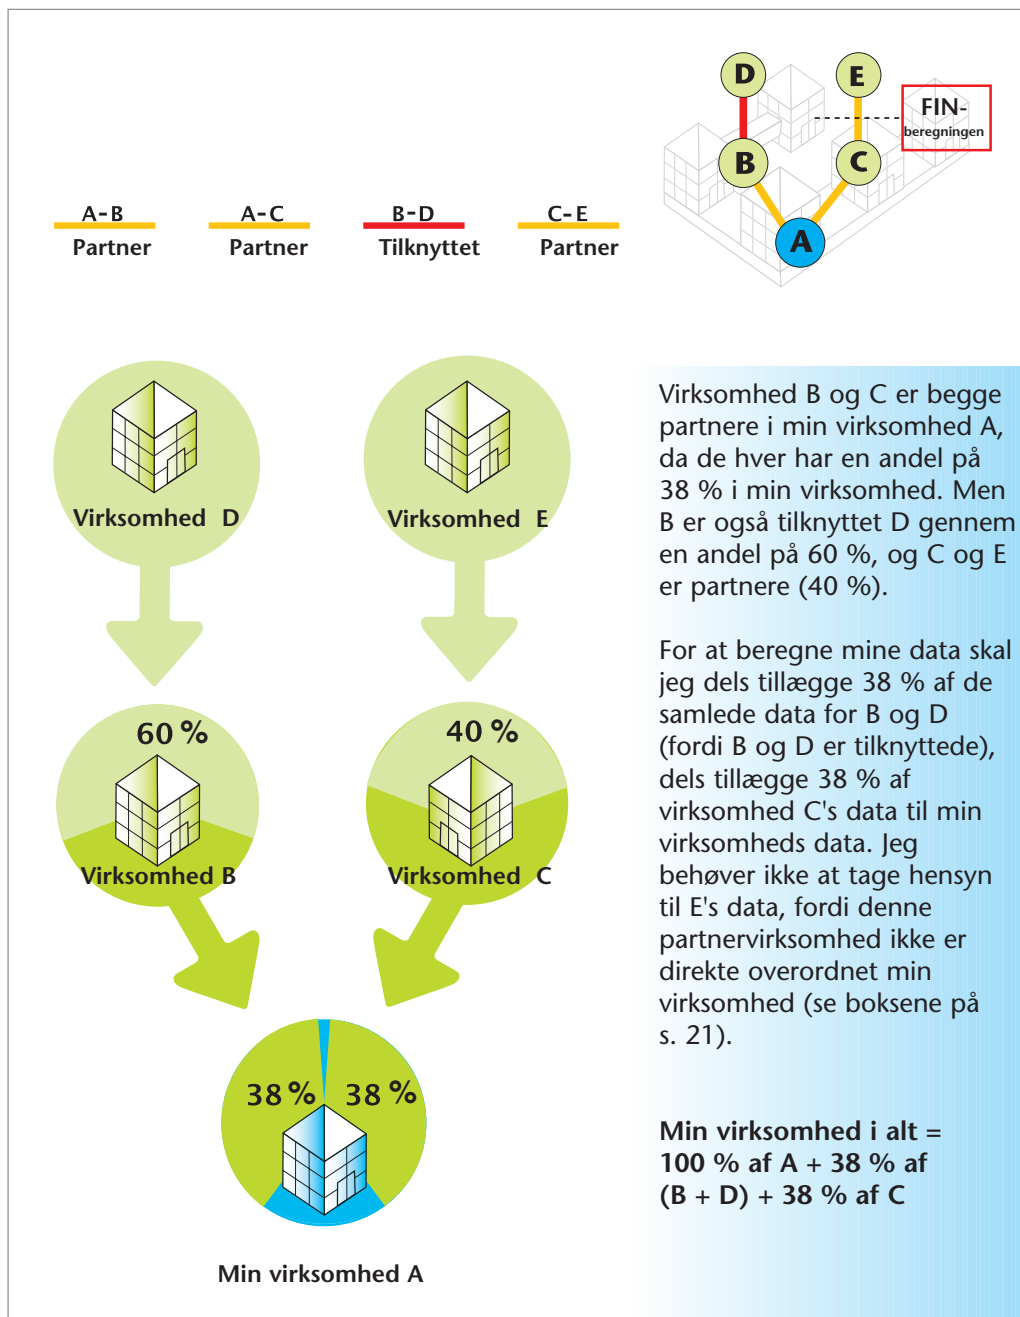 D
E
FIN-
beregningen
B
C
A
A-B
Partner
A-C
Partner
B-D
Tilknyttet
C-E
Partner
Virksomhed D
Virksomhed E
60 %
Virksomhed B
40 %
Virksomhed C
38 %
38 %
Min virksomhed A
Virksomhed B og C er begge
partnere i min virksomhed A,
da de hver har en andel på
38 % i min virksomhed. Men
B er også tilknyttet D gennem
en andel på 60 %, og C og E
er partnere (40 %).
For at beregne mine data skal
jeg dels tillægge 38 % af de
samlede data for B og D
(fordi B og D er tilknyttede),
dels tillægge 38 % af
virksomhed C's data til min
virksomheds data. Jeg
behøver ikke at tage hensyn
til E's data, fordi denne
partnervirksomhed ikke er
direkte overordnet min
virksomhed (se boksene på
s. 21).
Min virksomhed i alt =
100 % af A + 38 % af
(B + D) + 38 % af C